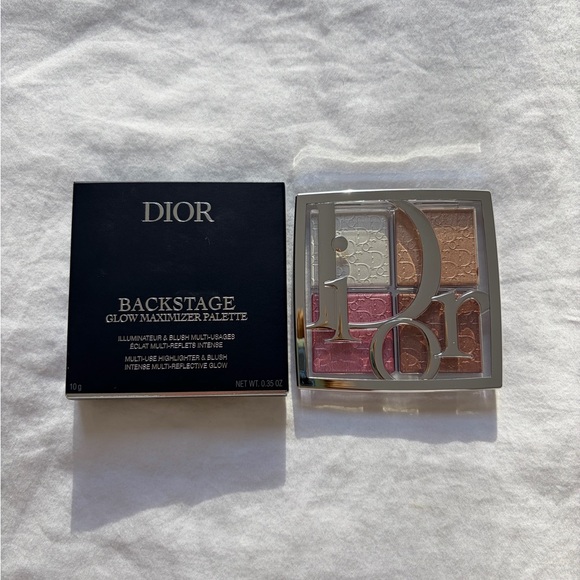 DIOR
BACKSTAGE
GLOW MAXIMIZER PALETTE
ILLUMINATEUR & BLUSH MULTI-USAGES
ÉCLAT MULTI-REFLETS INTENSE
MULTI-USE HIGHLIGHTER & BLUSH
INTENSE MULTI-REFLECTIVE GLOW
10 g NET WT. 0.35 OZ
Dior